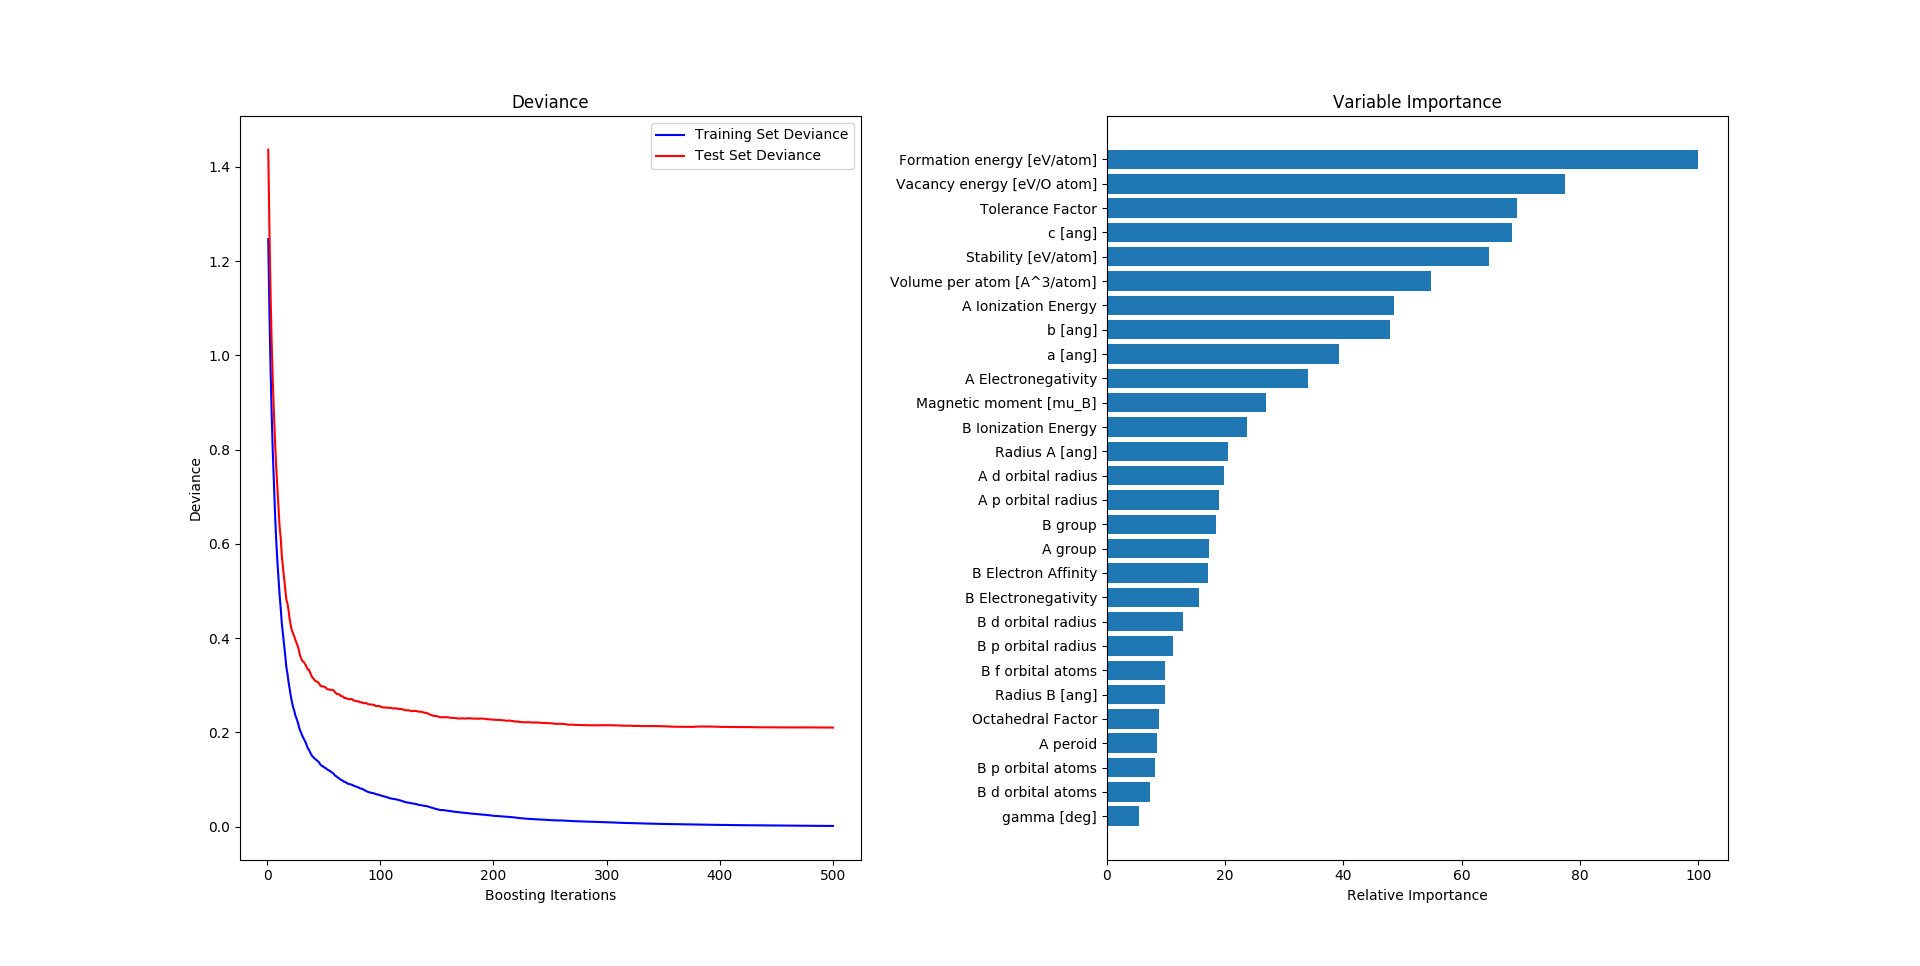 Deviance
Training Set Deviance
Test Set Deviance
1.4
1.2
1.0
0.8
0.6
0.4
0.2
0.0
Deviance
0 100 200 300 400 500
Boosting Iterations
Variable Importance
Formation energy [eV/atom]
Vacancy energy [eV/O atom]
Tolerance Factor
c [ang]
Stability [eV/atom]
Volume per atom [A^3/atom]
A Ionization Energy
b [ang]
a [ang]
A Electronegativity
Magnetic moment [mu_B]
B Ionization Energy
Radius A [ang]
A d orbital radius
A p orbital radius
B group
A group
B Electron Affinity
B Electronegativity
B d orbital radius
B p orbital radius
B f orbital atoms
Radius B [ang]
Octahedral Factor
A peroid
B p orbital atoms
B d orbital atoms
gamma [deg]
0 20 40 60 80 100
Relative Importance